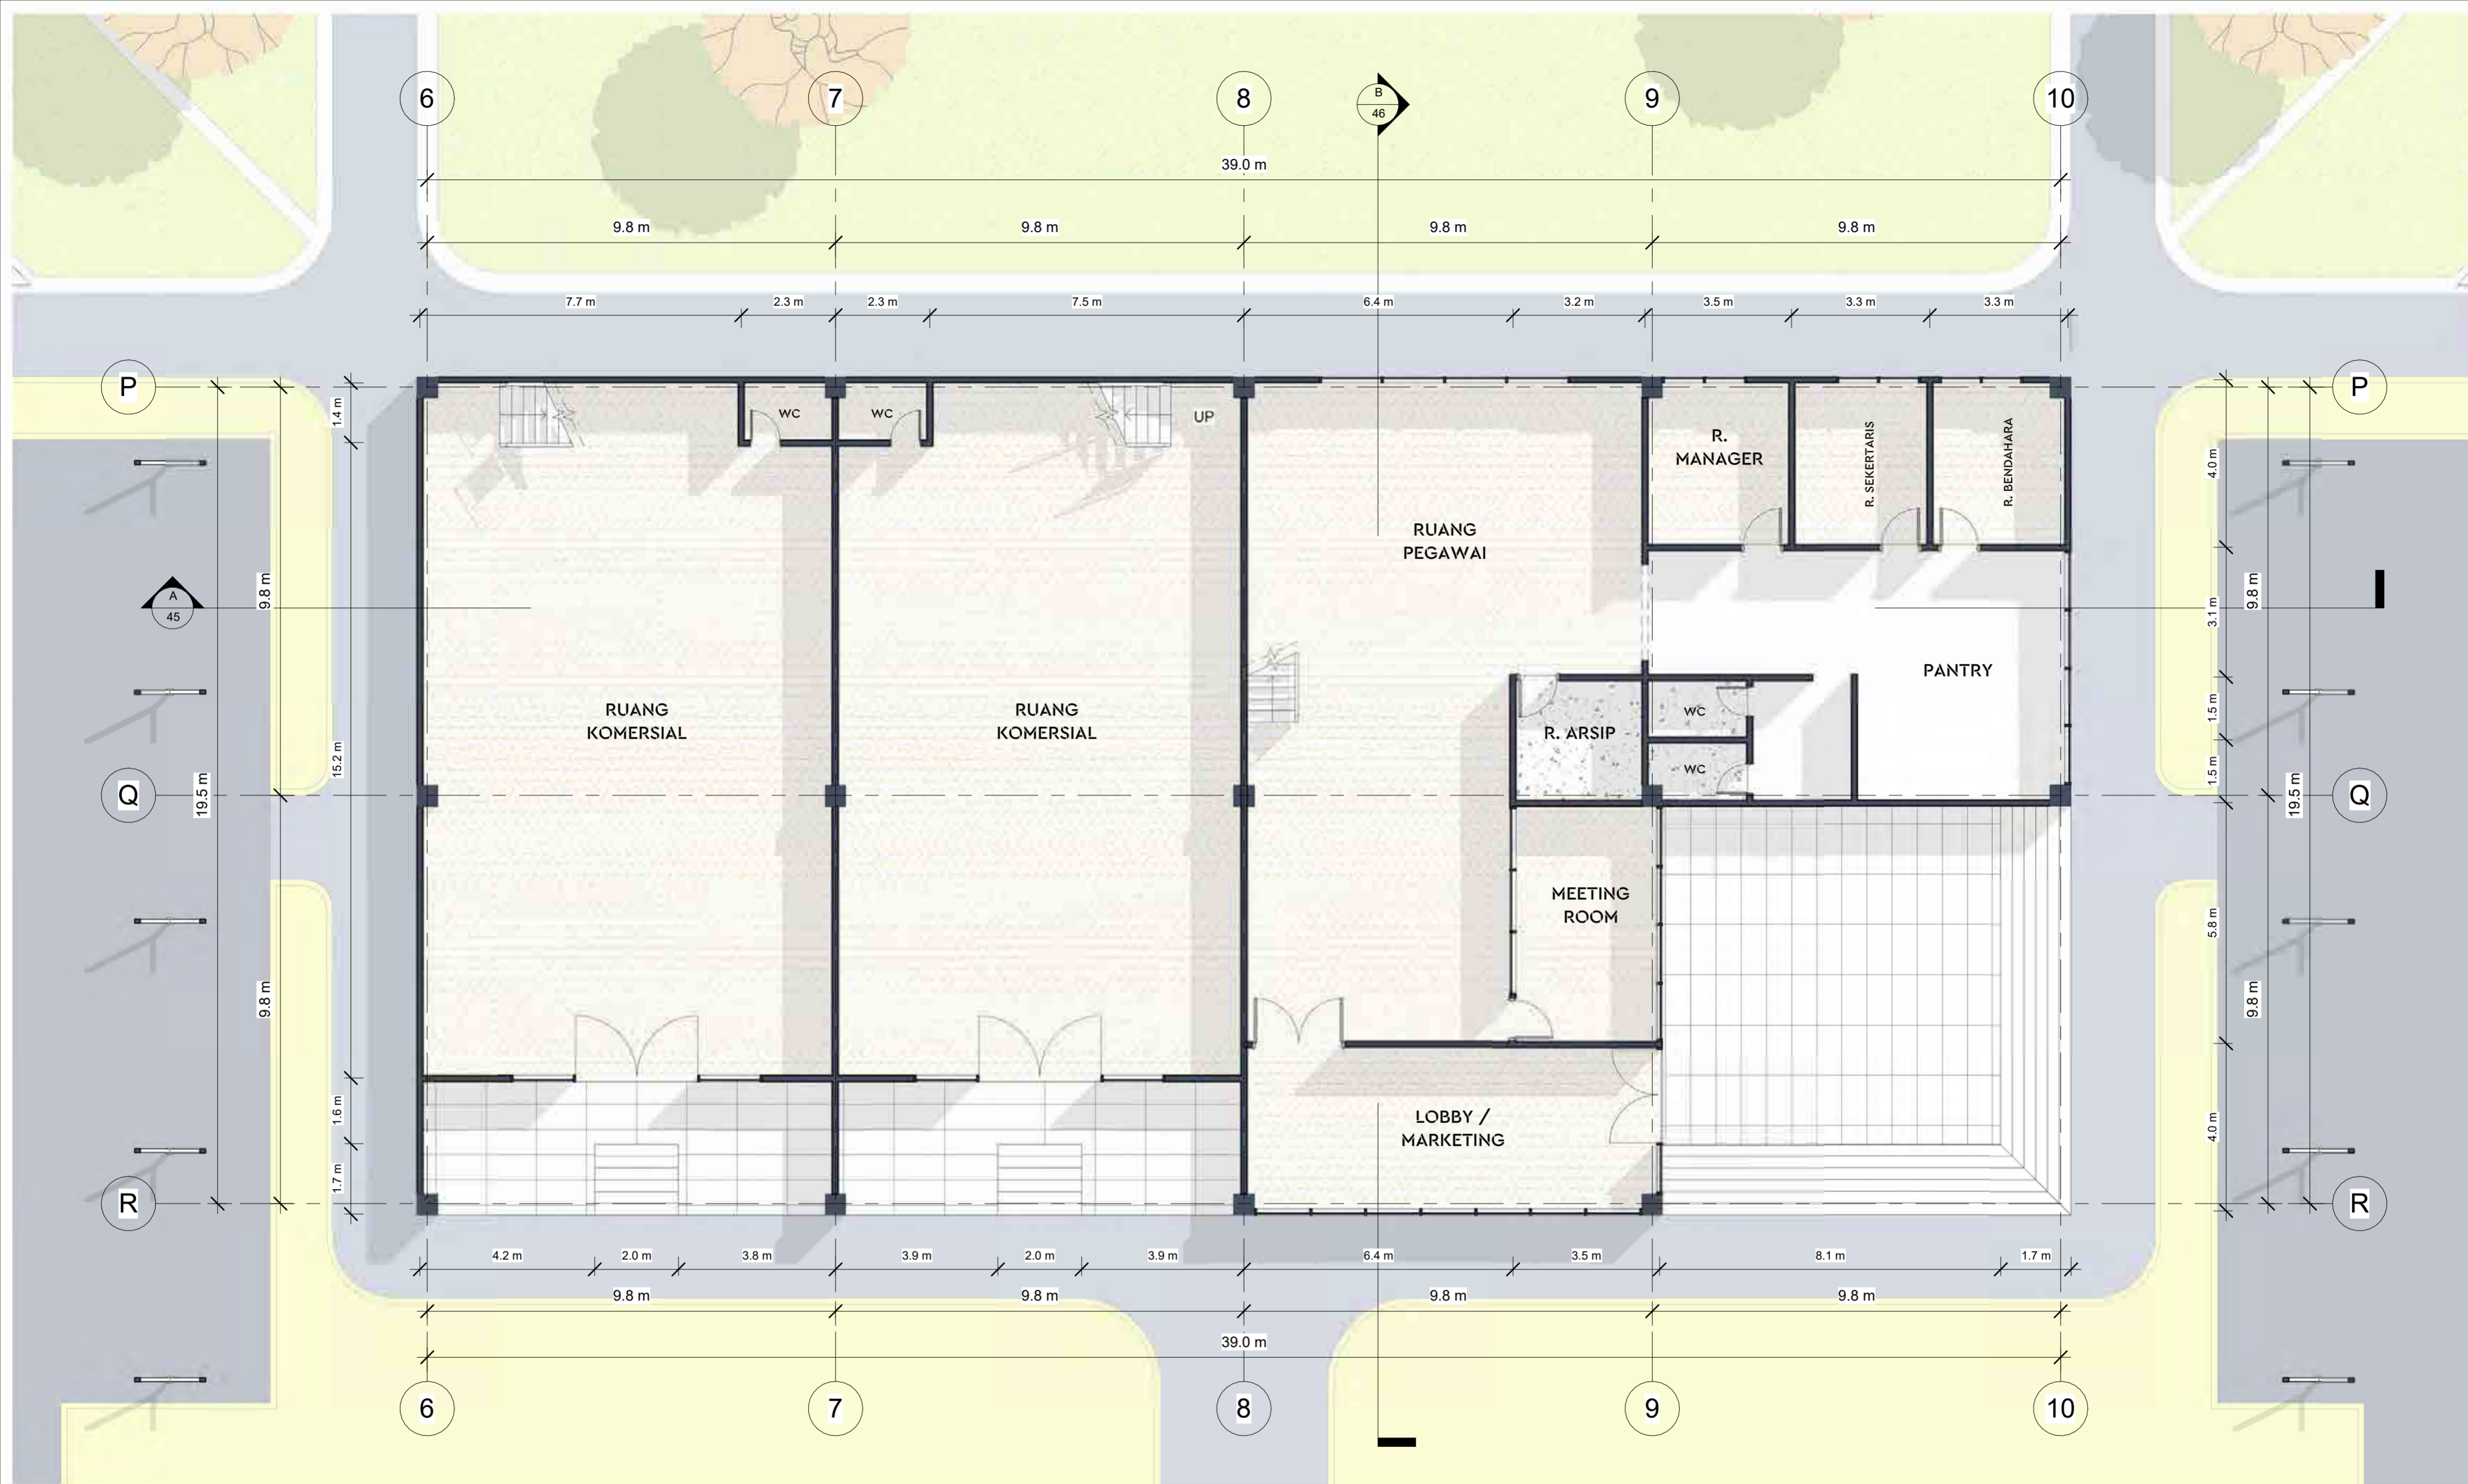 6
7
8
B
46
9
10
39.0 m
9.8 m
9.8 m
9.8 m
9.8 m
7.7 m
2.3 m
2.3 m
7.5 m
6.4 m
3.2 m
3.5 m
3.3 m
3.3 m
P
P
1.4 m
WC
WC
UP
R.
MANAGER
R. SEKERTARIS
R. BENDAHARA
4.0 m
RUANG
PEGAWAI
A
45
9.8 m
9.8 m
3.1 m
PANTRY
RUANG
KOMERSIAL
RUANG
KOMERSIAL
R. ARSIP
WC
WC
1.5 m
1.5 m
15.2 m
19.5 m
19.5 m
Q
Q
MEETING
ROOM
5.8 m
9.8 m
9.8 m
1.6 m
LOBBY /
MARKETING
4.0 m
1.7 m
R
R
4.2 m
2.0 m
3.8 m
3.9 m
2.0 m
3.9 m
6.4 m
3.5 m
8.1 m
1.7 m
9.8 m
9.8 m
9.8 m
9.8 m
39.0 m
6
7
8
9
10